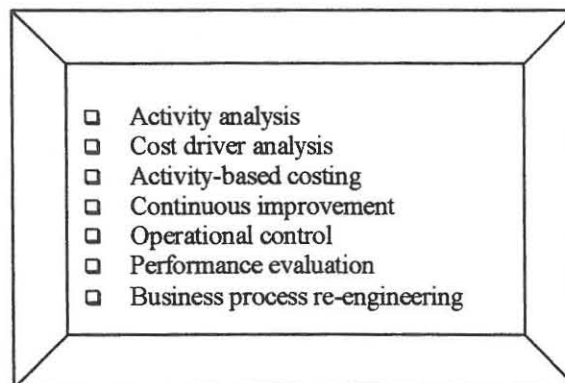 ❑ Activity analysis
❑ Cost driver analysis
❑ Activity-based costing
❑ Continuous improvement
❑ Operational control
❑ Performance evaluation
❑ Business process re-engineering